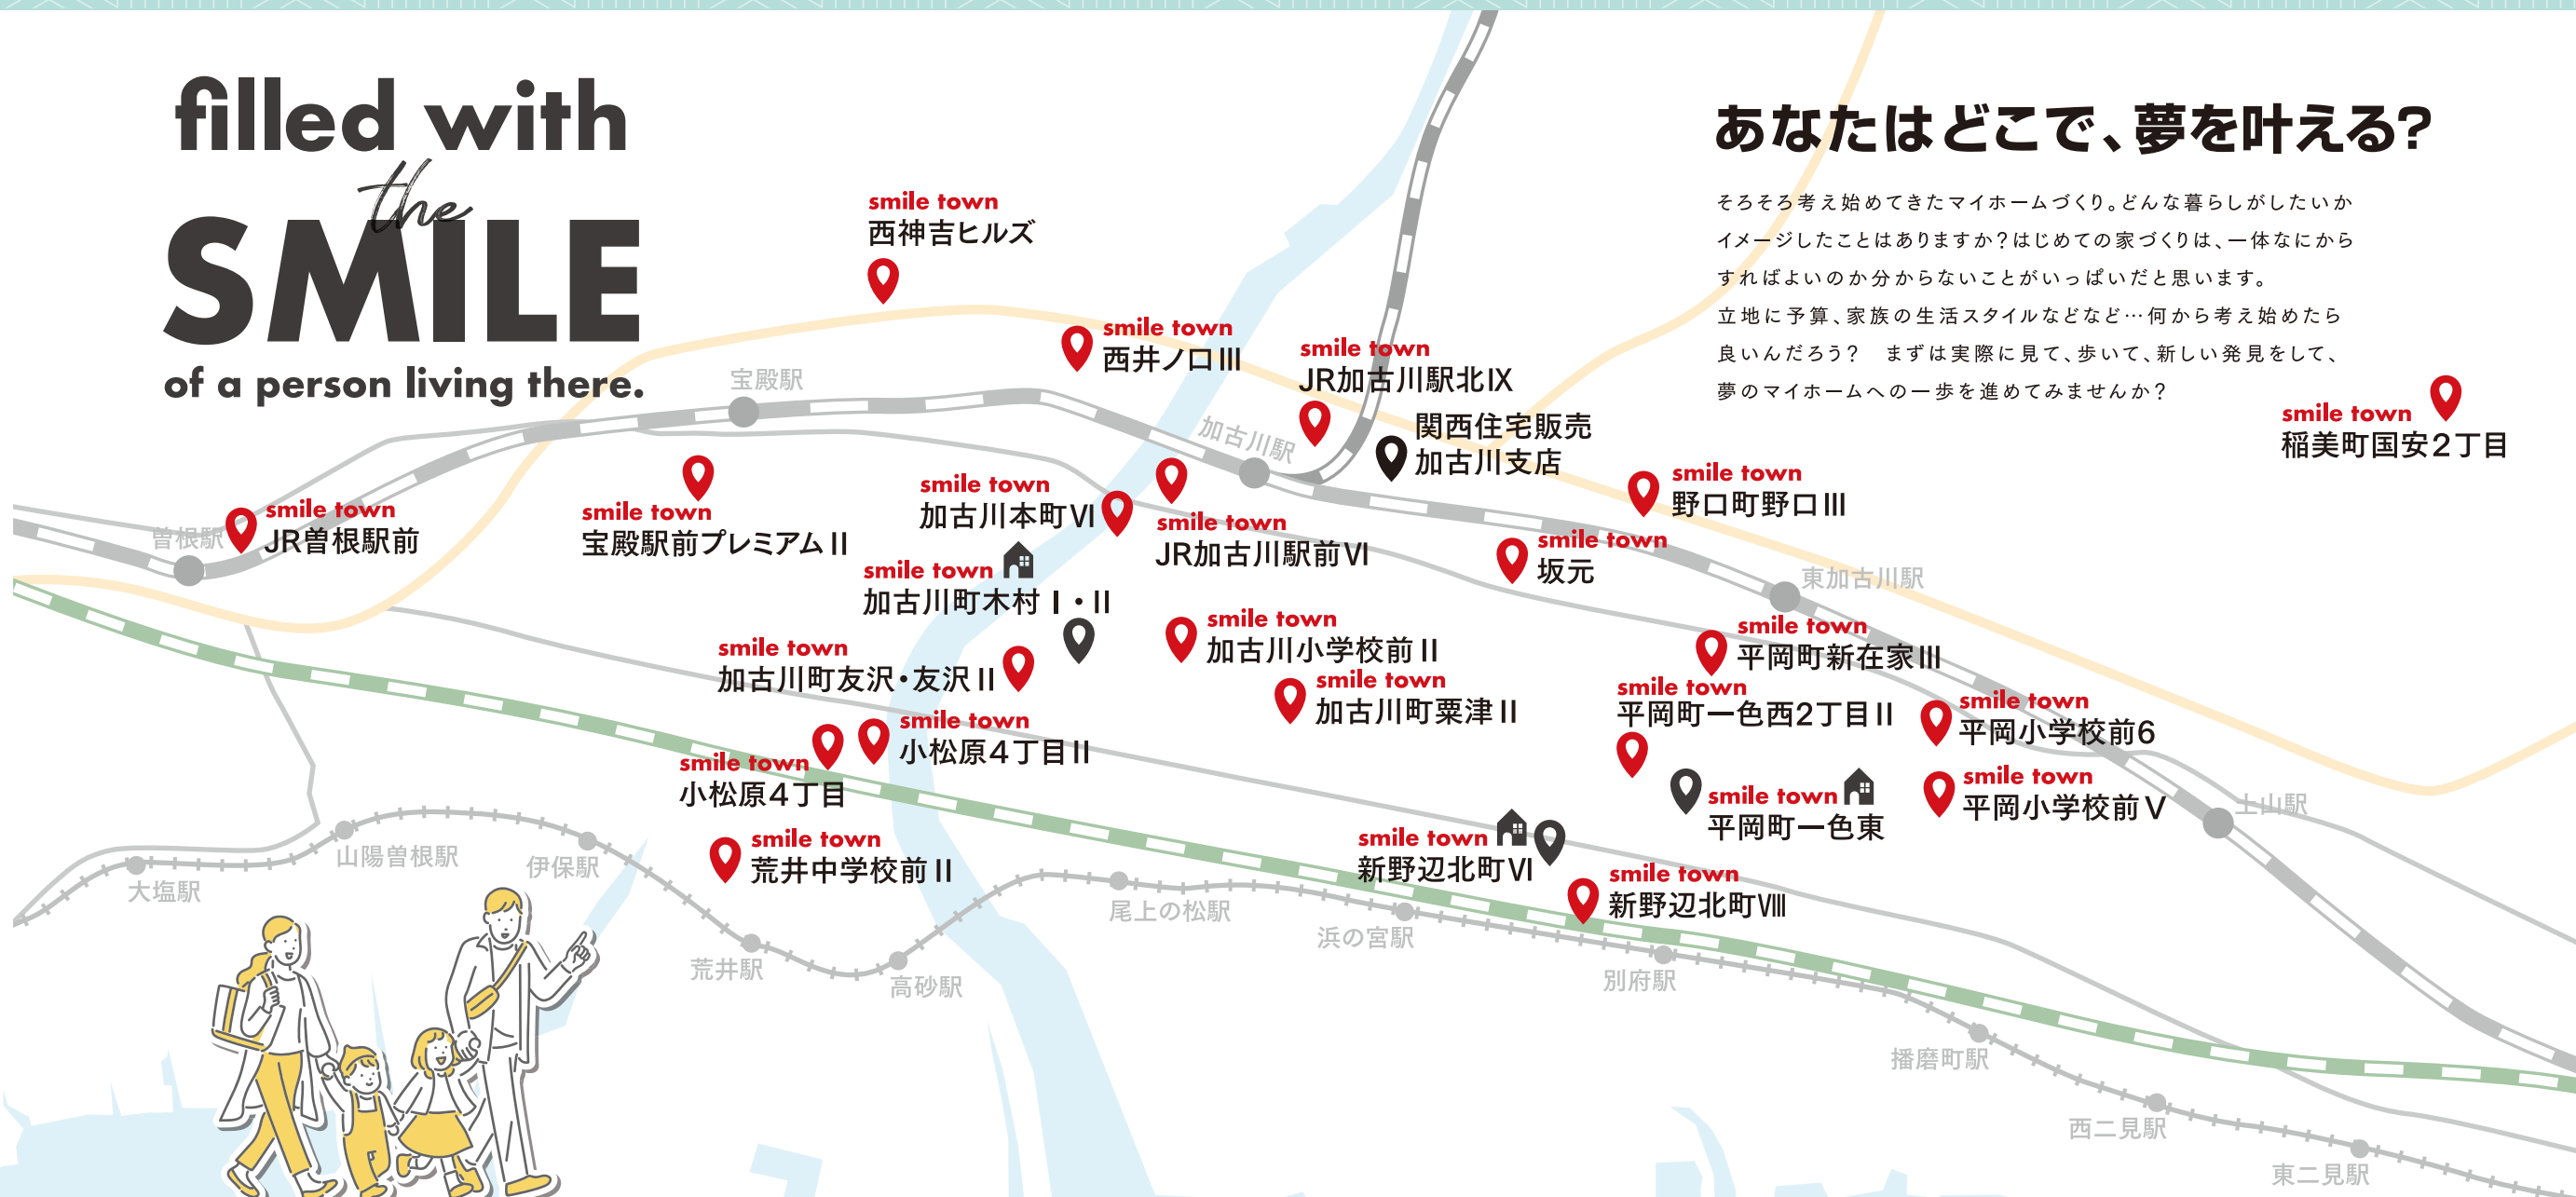 filled with
the
SMILE
of a person living there.
あなたはどこで、夢を叶える?
そろそろ考え始めてきたマイホームづくり。どんな暮らしがしたいか
イメージしたことはありますか?はじめての家づくりは、一体なにから
すればよいのか分からないことがいっぱいだと思います。
立地に予算、家族の生活スタイルなどなど…何から考え始めたら
良いんだろう? まずは実際に見て、歩いて、新しい発見をして、
夢のマイホームへの一歩を進めてみませんか?
smile town
西神吉ヒルズ
smile town
西井ノ口Ⅲ
smile town
JR加古川駅北Ⅸ
関西住宅販売
加古川支店
smile town
稲美町国安2丁目
宝殿駅
加古川駅
smile town
野口町野口Ⅲ
曽根駅
smile town
JR曽根駅前
smile town
宝殿駅前プレミアムⅡ
smile town
加古川本町Ⅵ
smile town
JR加古川駅前Ⅵ
smile town
坂元
東加古川駅
smile town
加古川町木村Ⅰ・Ⅱ
smile town
加古川小学校前Ⅱ
smile town
平岡町新在家Ⅲ
smile town
加古川町友沢・友沢Ⅱ
smile town
加古川町粟津Ⅱ
smile town
平岡町一色西2丁目Ⅱ
smile town
平岡小学校前6
smile town
小松原4丁目Ⅱ
smile town
小松原4丁目
smile town
平岡町一色東
smile town
平岡小学校前Ⅴ
土山駅
smile town
荒井中学校前Ⅱ
smile town
新野辺北町Ⅵ
smile town
新野辺北町Ⅷ
大塩駅
山陽曽根駅
伊保駅
荒井駅
高砂駅
尾上の松駅
浜の宮駅
別府駅
播磨町駅
西二見駅
東二見駅